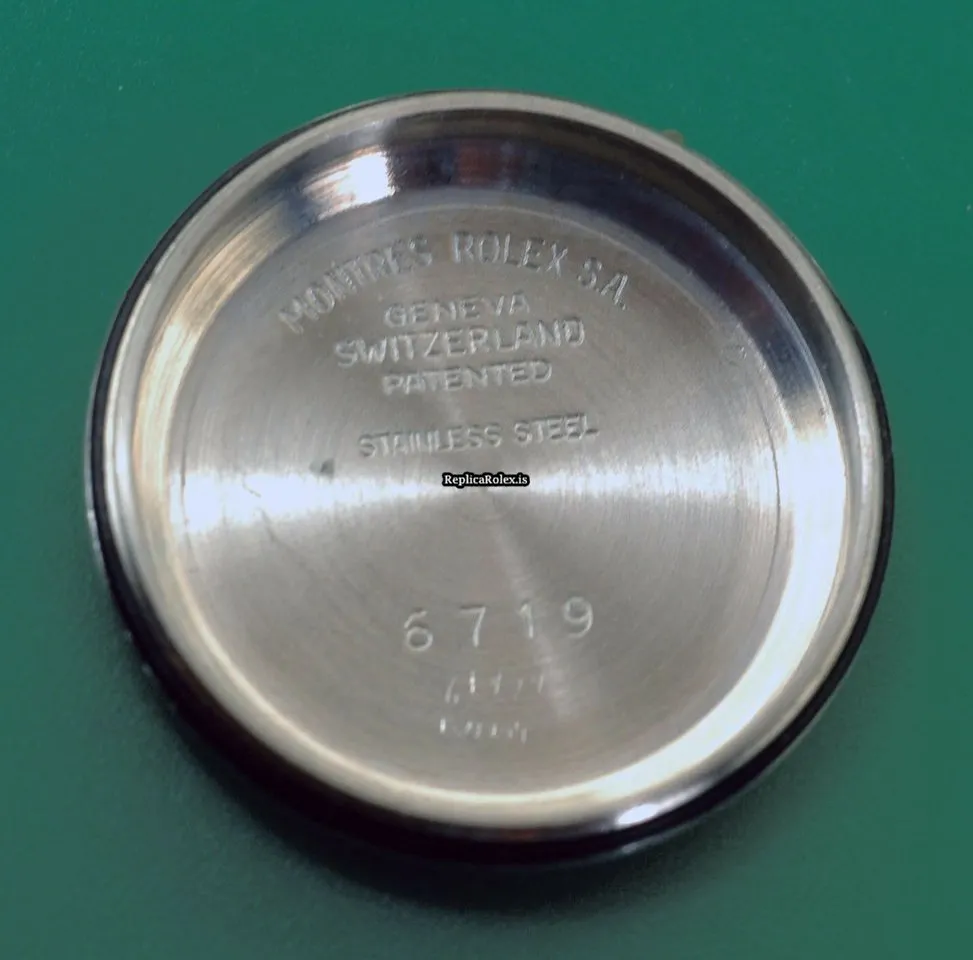 MONTRES ROLEX S.A.
GENEVA
SWITZERLAND
PATENTED
STAINLESS STEEL
ReplicaRolex.is
6719